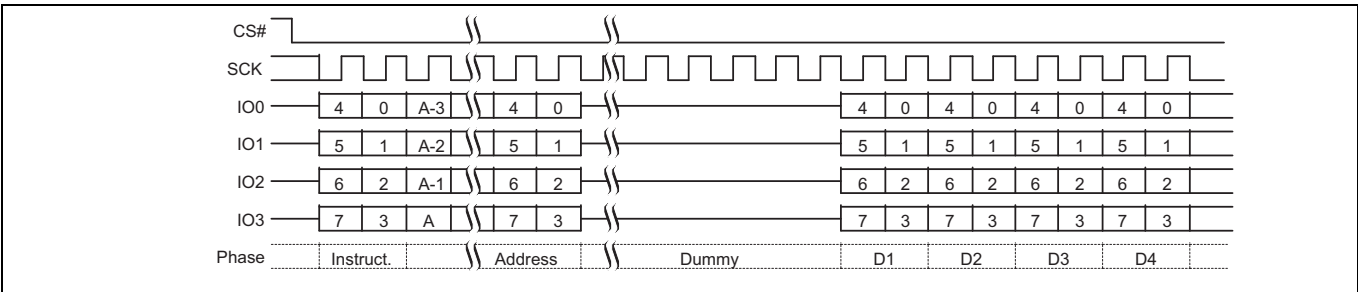 CS#
SCK
IO0 4 0 A-3 4 0 4 0 4 0 4 0 4 0
IO1 5 1 A-2 5 1 5 1 5 1 5 1 5 1
IO2 6 2 A-1 6 2 6 2 6 2 6 2 6 2
IO3 7 3 A 7 3 7 3 7 3 7 3 7 3
Phase Instruct. Address Dummy D1 D2 D3 D4